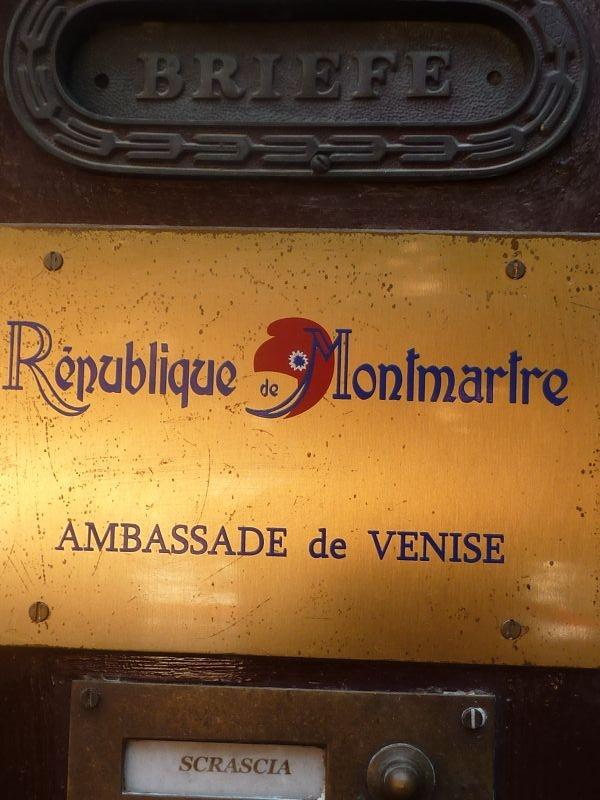 BRIEFE
République de Montmartre
AMBASSADE de VENISE
SCRASCIA